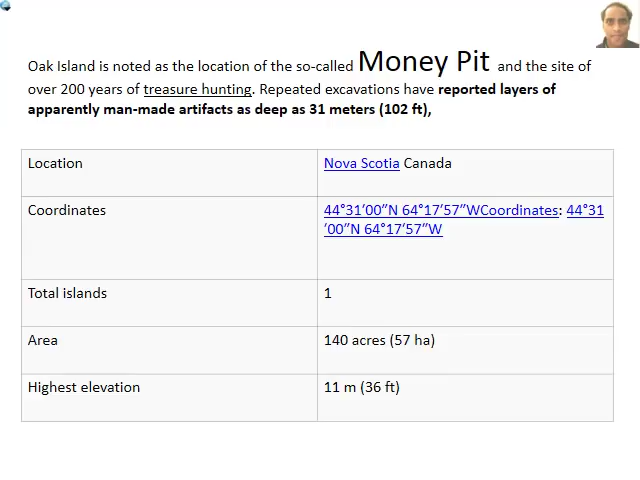 Oak Island is noted as the location of the so-called Money Pit and the site of
over 200 years of treasure hunting. Repeated excavations have reported layers of
apparently man-made artifacts as deep as 31 meters (102 ft),
Location
Nova Scotia Canada
Coordinates
44°31′00″N 64°17′57″WCoordinates: 44°31
′00″N 64°17′57″W
Total islands
1
Area
140 acres (57 ha)
Highest elevation
11 m (36 ft)